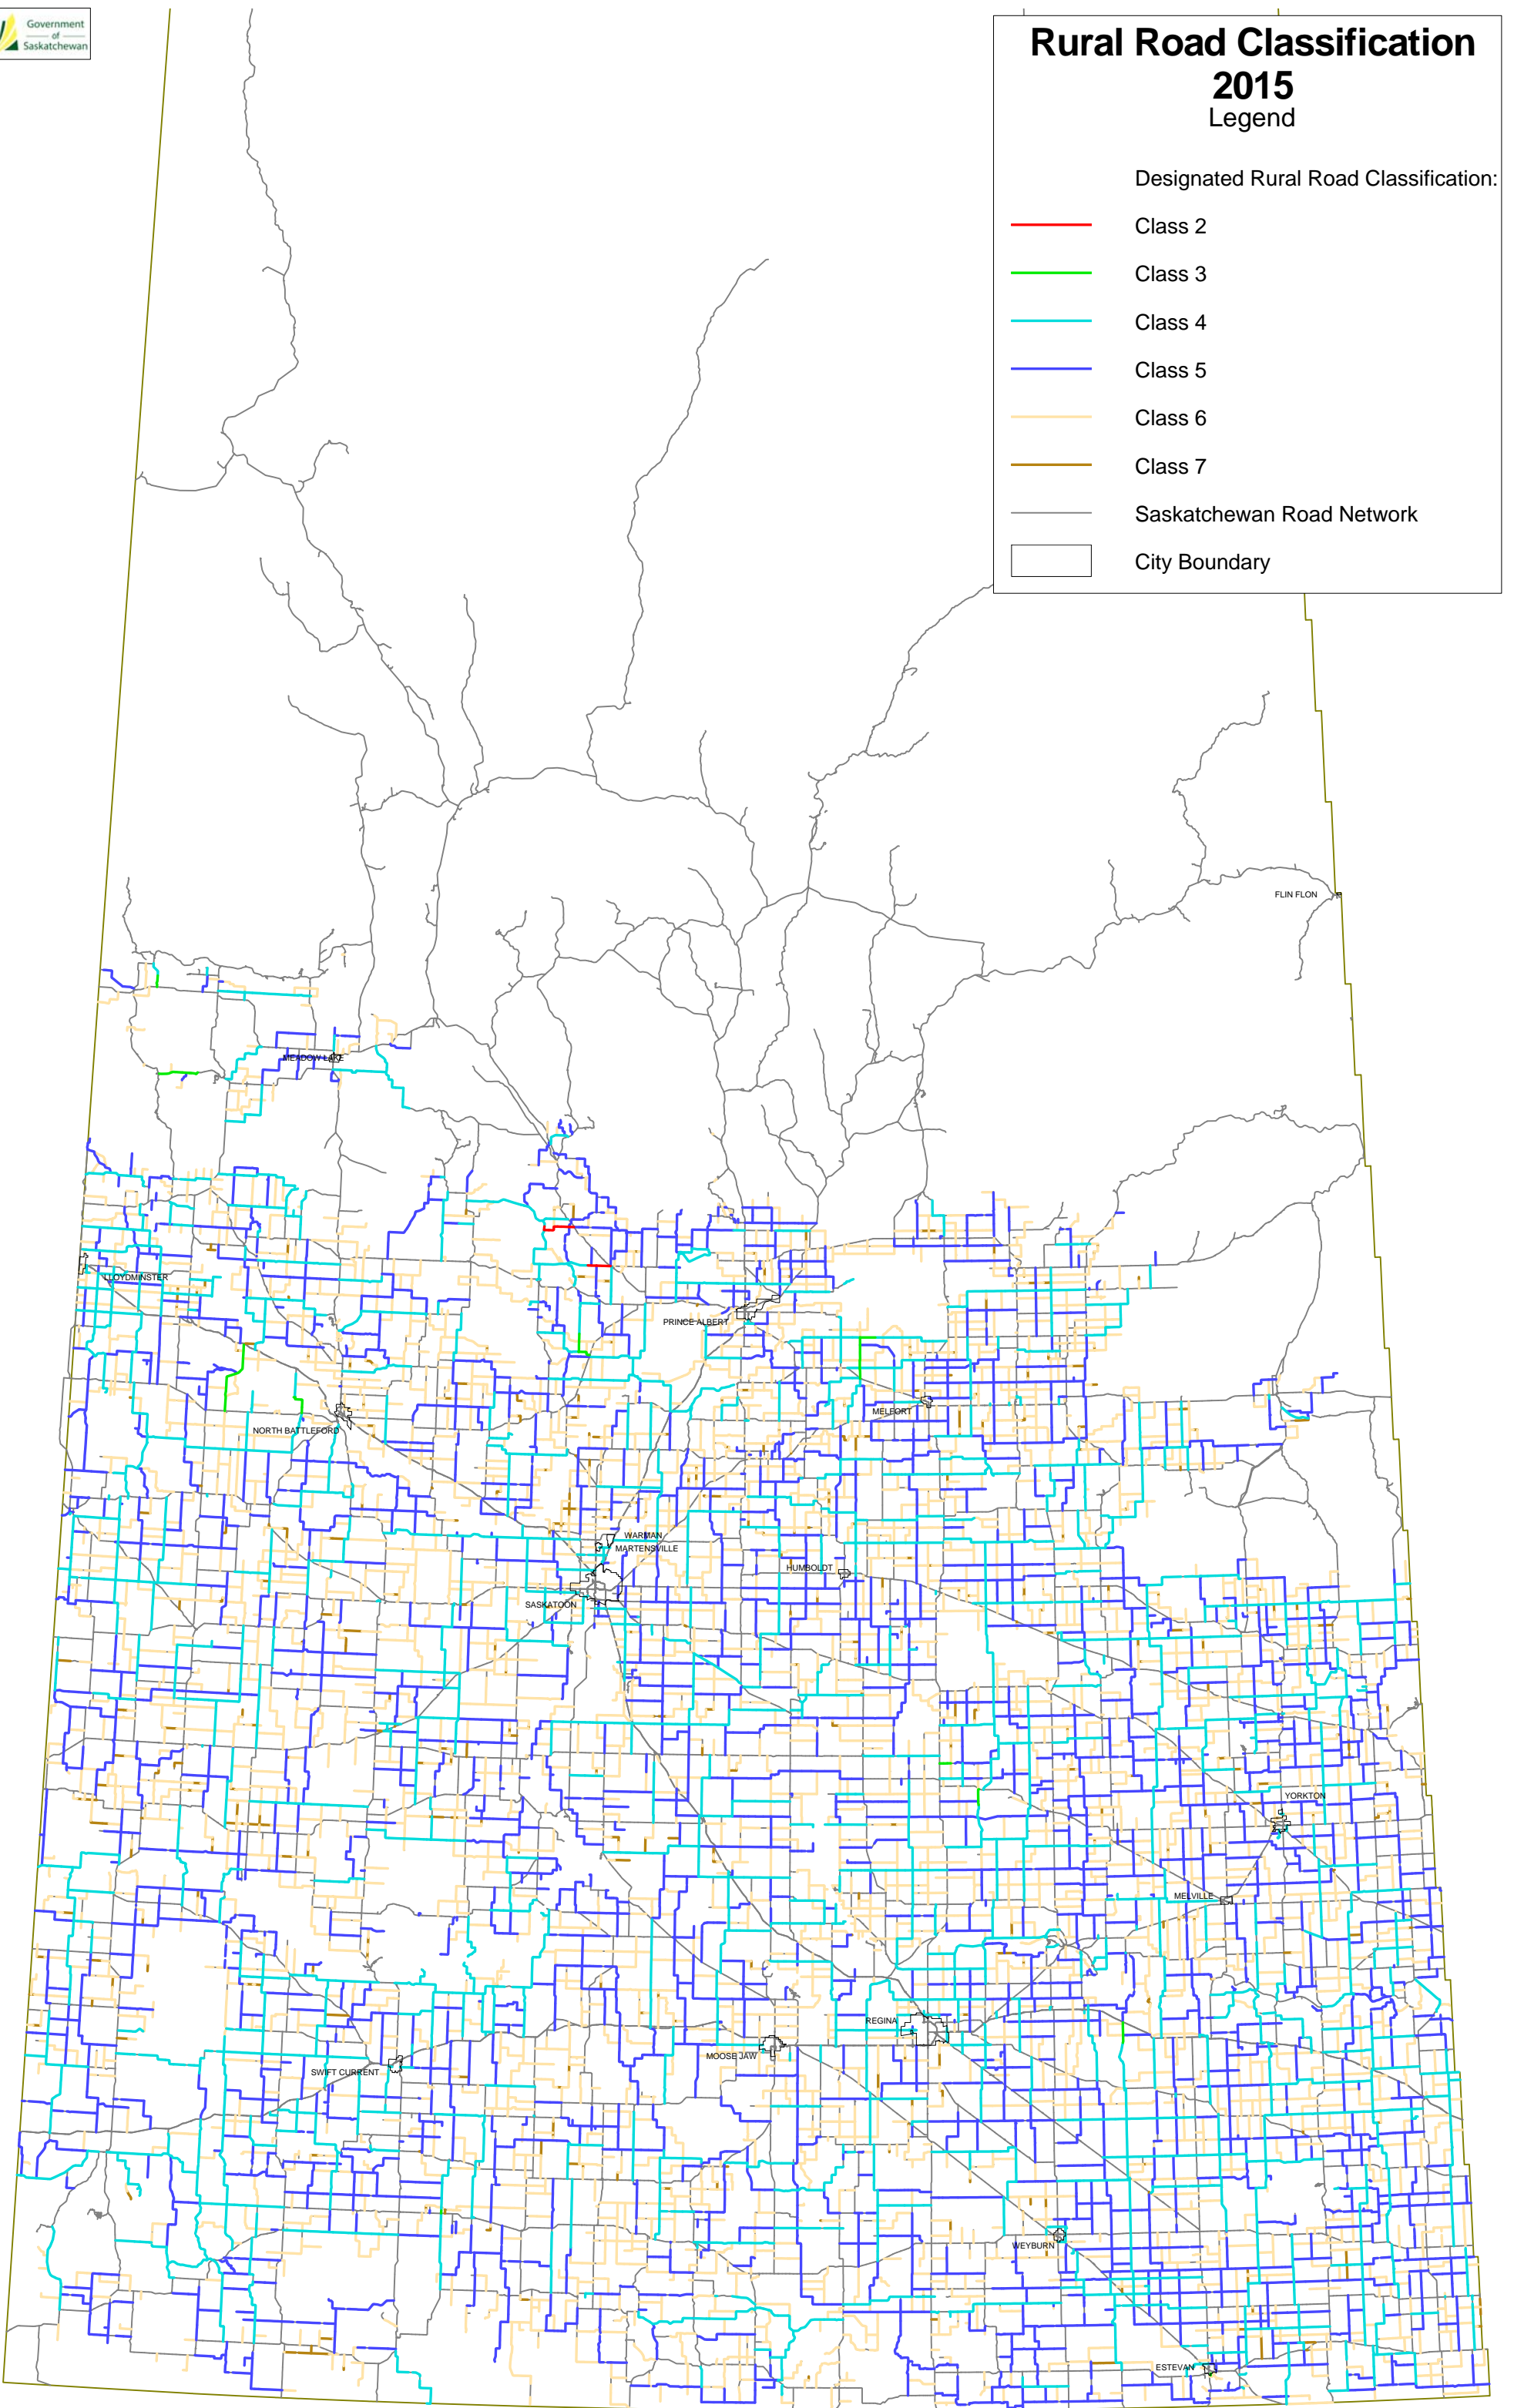 Government
of
Saskatchewan
Rural Road Classification
2015
Legend
Designated Rural Road Classification:
Class 2
Class 3
Class 4
Class 5
Class 6
Class 7
Saskatchewan Road Network
City Boundary
FLIN FLON
MEADOW LAKE
LLOYDMINSTER
PRINCE ALBERT
MELFORT
NORTH BATTLEFORD
WARMAN
MARTENSVILLE
HUMBOLDT
SASKATOON
YORKTON
MELVILLE
REGINA
MOOSE JAW
SWIFT CURRENT
WEYBURN
ESTEVAN